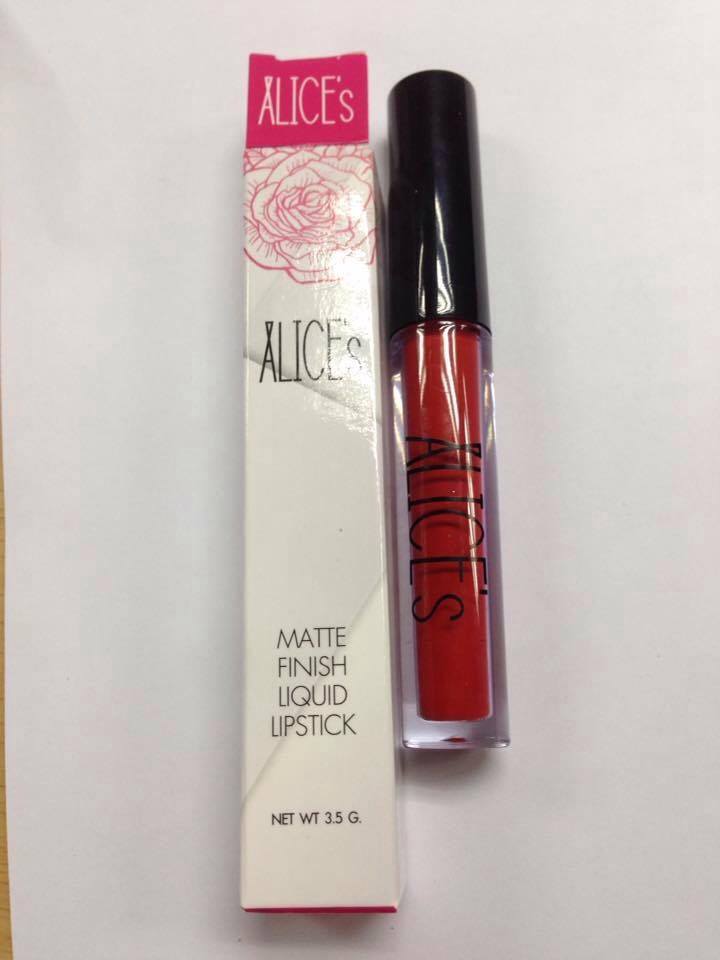 ALICE's
ALICE's
MATTE
FINISH
LIQUID
LIPSTICK
NET WT 3.5 G.
ALICE's